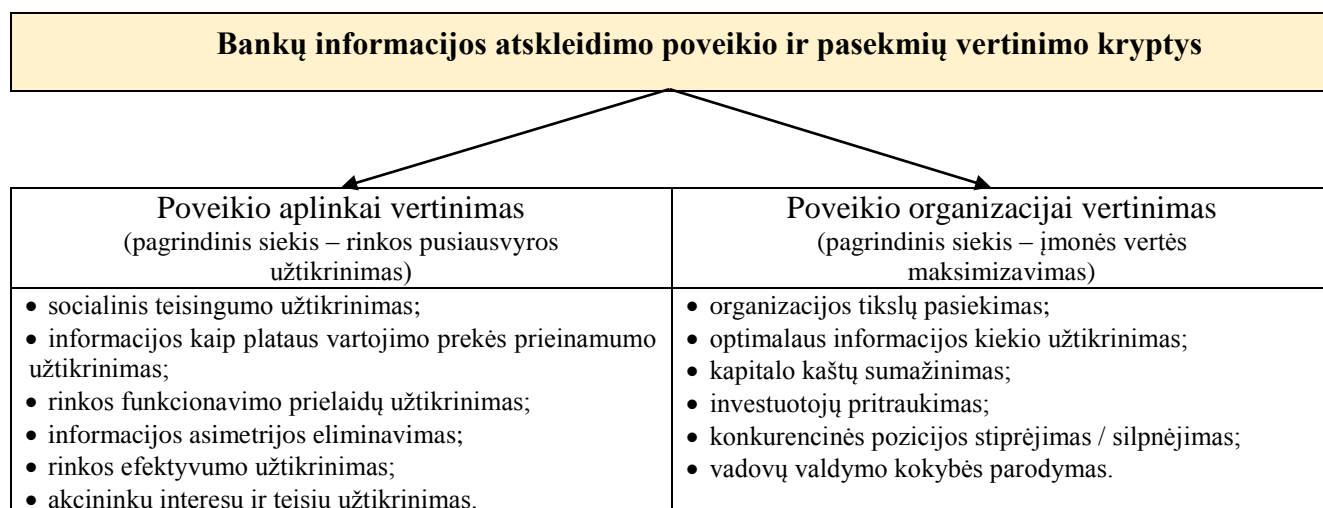 Bankų informacijos atskleidimo poveikio ir pasekmių vertinimo kryptys
Poveikio aplinkai vertinimas
(pagrindinis siekis – rinkos pusiausvyros
užtikrinimas)
• socialinis teisingumo užtikrinimas;
• informacijos kaip plataus vartojimo prekės prieinamumo
užtikrinimas;
• rinkos funkcionavimo prielaidų užtikrinimas;
• informacijos asimetrijos eliminavimas;
• rinkos efektyvumo užtikrinimas;
• akcininkų interesų ir teisių užtikrinimas.
Poveikio organizacijai vertinimas
(pagrindinis siekis – įmonės vertės
maksimizavimas)
• organizacijos tikslų pasiekimas;
• optimalaus informacijos kiekio užtikrinimas;
• kapitalo kaštų sumažinimas;
• investuotojų pritraukimas;
• konkurencinės pozicijos stiprėjimas / silpnėjimas;
• vadovų valdymo kokybės parodymas.